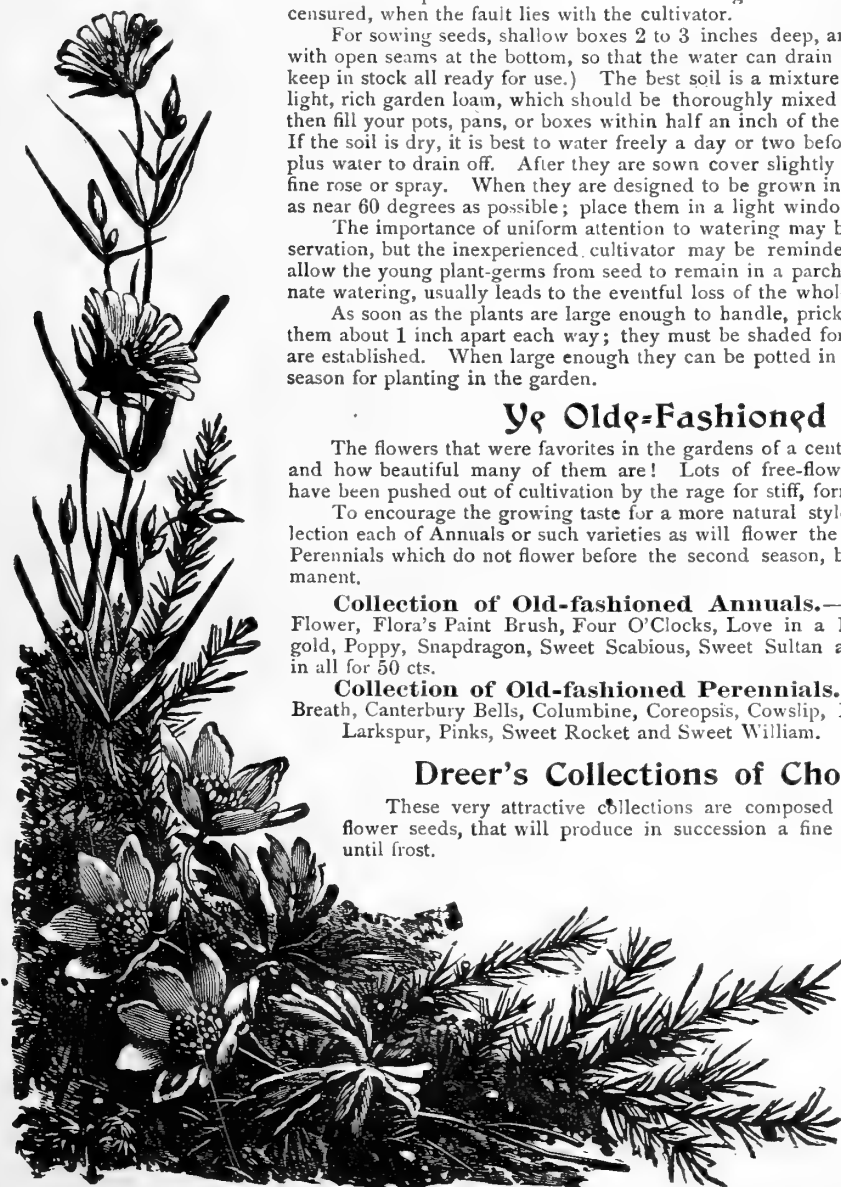 censured, when the fault lies with the cultivator.
For sowing seeds, shallow boxes 2 to 3 inches deep, ar
with open seams at the bottom, so that the water can drain
keep in stock all ready for use.) The best soil is a mixture
light, rich garden loam, which should be thoroughly mixed
then fill your pots, pans, or boxes within half an inch of the
If the soil is dry, it is best to water freely a day or two befo
plus water to drain off. After they are sown cover slightly
fine rose or spray. When they are designed to be grown in
as near 60 degrees as possible; place them in a light windo
The importance of uniform attention to watering may b
servation, but the inexperienced cultivator may be reminde
allow the young plant-germs from seed to remain in a parch
nate watering, usually leads to the eventful loss of the whol
As soon as the plants are large enough to handle, prick
them about 1 inch apart each way; they must be shaded for
are established. When large enough they can be potted in
season for planting in the garden.
Ye Olde-Fashioned
The flowers that were favorites in the gardens of a cent
and how beautiful many of them are! Lots of free-flow
have been pushed out of cultivation by the rage for stiff, for
To encourage the growing taste for a more natural styl
lection each of Annuals or such varieties as will flower the
Perennials which do not flower before the second season, b
manent.
Collection of Old-fashioned Annuals.—
Flower, Flora's Paint Brush, Four O'Clocks, Love in a
gold, Poppy, Snapdragon, Sweet Scabious, Sweet Sultan a
in all for 50 cts.
Collection of Old-fashioned Perennials.
Breath, Canterbury Bells, Columbine, Coreopsis, Cowslip,
Larkspur, Pinks, Sweet Rocket and Sweet William.
Dreer's Collections of Cho
These very attractive collections are composed
flower seeds, that will produce in succession a fine
until frost.